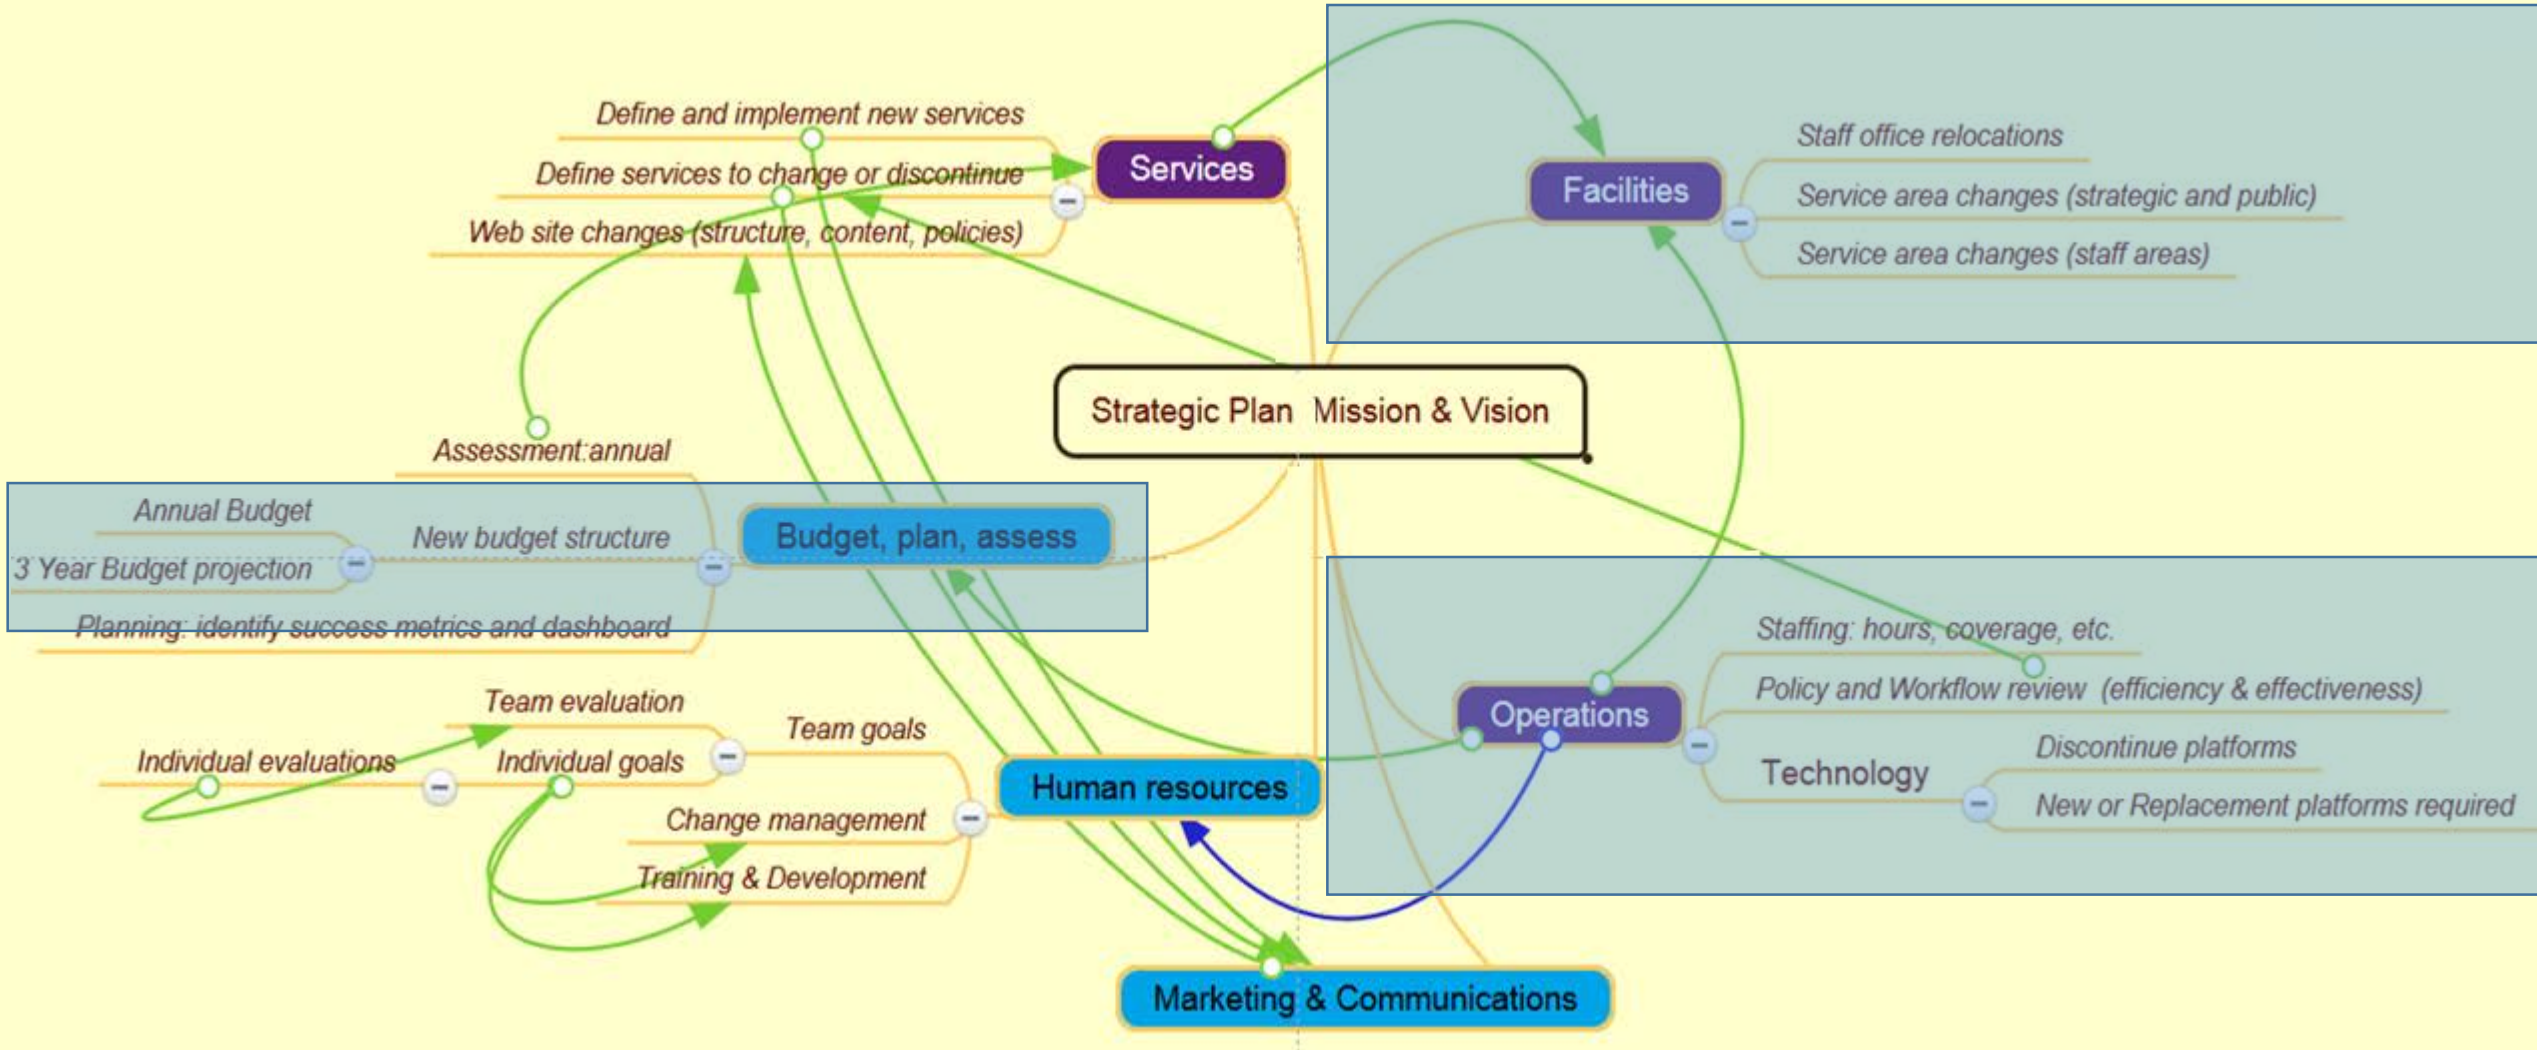 Define and implement new services
Define services to change or discontinue
Web site changes (structure, content, policies)
Services
Facilities
Staff office relocations
Service area changes (strategic and public)
Service area changes (staff areas)
Strategic Plan Mission & Vision
Assessment:annual
Annual Budget
3 Year Budget projection
New budget structure
Planning: identify success metrics and dashboard
Budget, plan, assess
Team evaluation
Individual evaluations
Individual goals
Team goals
Change management
Training & Development
Human resources
Operations
Staffing: hours, coverage, etc.
Policy and Workflow review (efficiency & effectiveness)
Technology
Discontinue platforms
New or Replacement platforms required
Marketing & Communications